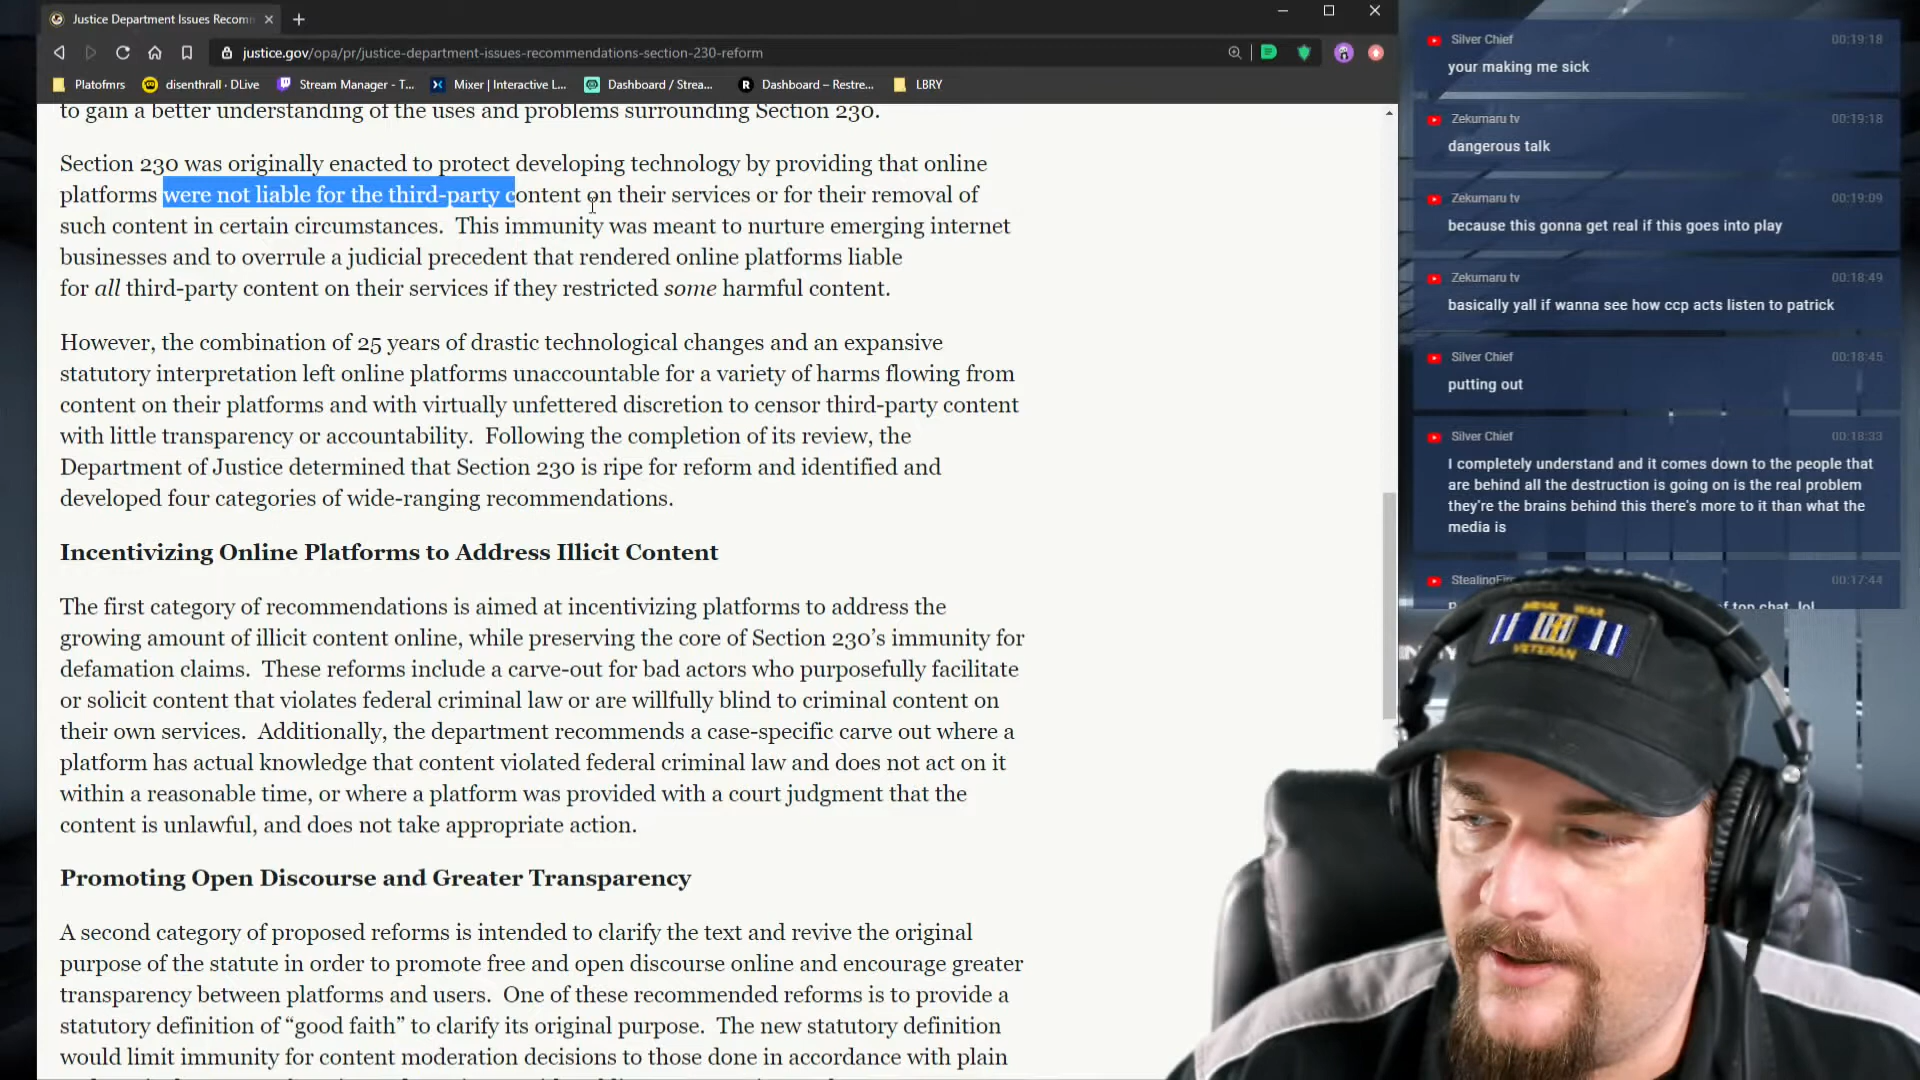 Justice Department Issues Recom
justice.gov/opa/pr/justice-department-issues-recommendations-section-230-reform
Platofmrs
disenthrall · DLive
Stream Manager - T...
Mixer | Interactive L...
Dashboard / Strea...
Dashboard – Restre...
LBRY
to gain a better understanding of the uses and problems surrounding Section 230.
Section 230 was originally enacted to protect developing technology by providing that online
platforms were not liable for the third-party content on their services or for their removal of
such content in certain circumstances. This immunity was meant to nurture emerging internet
businesses and to overrule a judicial precedent that rendered online platforms liable
for all third-party content on their services if they restricted some harmful content.
However, the combination of 25 years of drastic technological changes and an expansive
statutory interpretation left online platforms unaccountable for a variety of harms flowing from
content on their platforms and with virtually unfettered discretion to censor third-party content
with little transparency or accountability. Following the completion of its review, the
Department of Justice determined that Section 230 is ripe for reform and identified and
developed four categories of wide-ranging recommendations.
Incentivizing Online Platforms to Address Illicit Content
The first category of recommendations is aimed at incentivizing platforms to address the
growing amount of illicit content online, while preserving the core of Section 230's immunity for
defamation claims. These reforms include a carve-out for bad actors who purposefully facilitate
or solicit content that violates federal criminal law or are willfully blind to criminal content on
their own services. Additionally, the department recommends a case-specific carve out where a
platform has actual knowledge that content violated federal criminal law and does not act on it
within a reasonable time, or where a platform was provided with a court judgment that the
content is unlawful, and does not take appropriate action.
Promoting Open Discourse and Greater Transparency
A second category of proposed reforms is intended to clarify the text and revive the original
purpose of the statute in order to promote free and open discourse online and encourage greater
transparency between platforms and users. One of these recommended reforms is to provide a
statutory definition of “good faith” to clarify its original purpose. The new statutory definition
would limit immunity for content moderation decisions to those done in accordance with plain
Silver Chief 00:19:18
your making me sick
Zekumaru tv 00:19:18
dangerous talk
Zekumaru tv 00:19:09
because this gonna get real if this goes into play
Zekumaru tv 00:18:49
basically yall if wanna see how ccp acts listen to patrick
Silver Chief 00:18:45
putting out
Silver Chief 00:18:33
I completely understand and it comes down to the people that
are behind all the destruction is going on is the real problem
they're the brains behind this there's more to it than what the
media is
00:17:44
of top chat. lol
MEME WAR
VETERAN